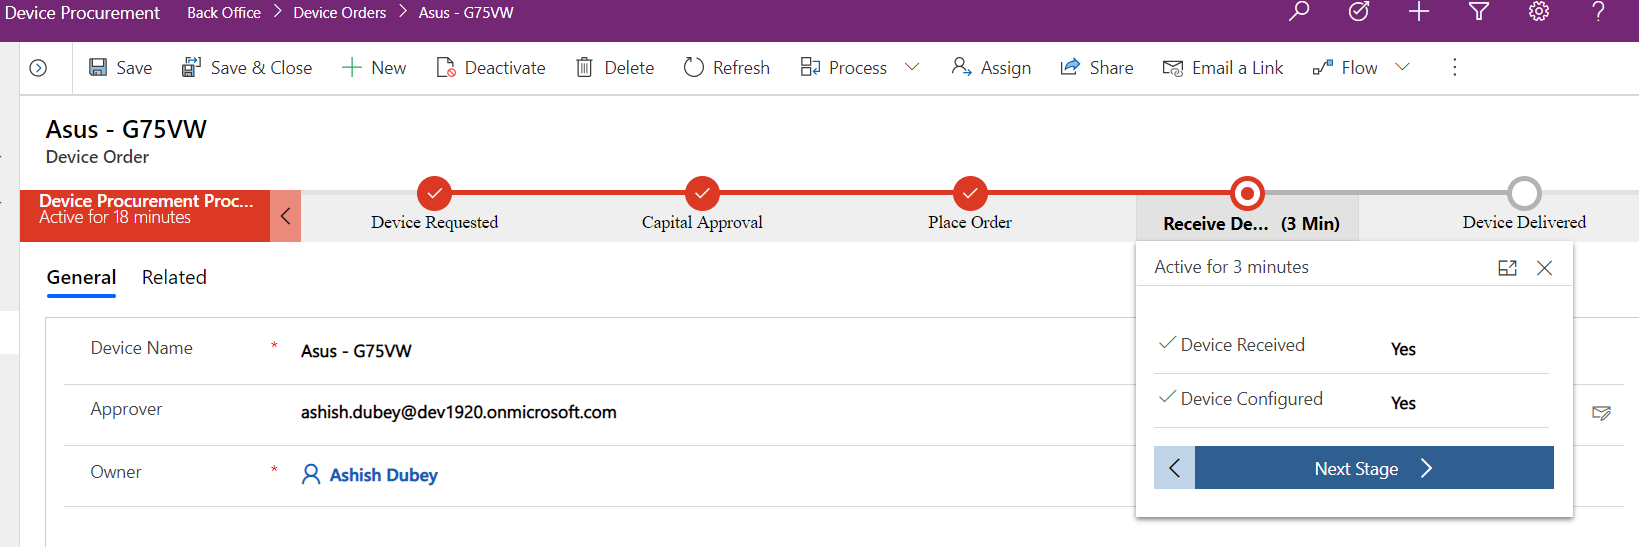 Device Procurement Back Office > Device Orders > Asus - G75VW ?
Save Save & Close New Deactivate Delete Refresh Process Assign Share Email a Link Flow
Asus - G75VW
Device Order
Device Procurement Proc...
Active for 18 minutes
Device Requested Capital Approval Place Order Receive De... (3 Min) Device Delivered
General Related
Active for 3 minutes
Device Name * Asus - G75VW
Device Received Yes
Approver ashish.dubey@dev1920.onmicrosoft.com
Device Configured Yes
Owner * Ashish Dubey
Next Stage